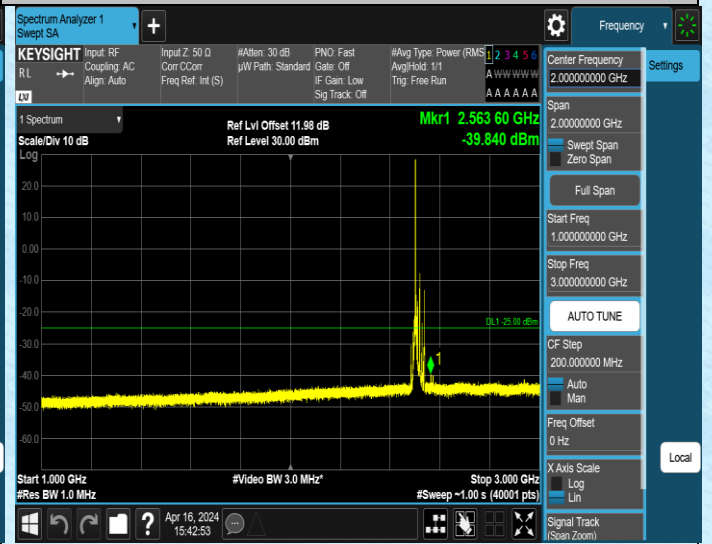 Spectrum Analyzer 1
Swept SA
+
Frequency
KEYSIGHT
RL
LXI
Input: RF
Coupling: AC
Align: Auto
Input Z: 50 Ω
Corr CCorr
Freq Ref: Int (S)
#Atten: 30 dB
µW Path: Standard
PNO: Fast
Gate: Off
IF Gain: Low
Sig Track: Off
#Avg Type: Power (RMS
Avg|Hold: 1/1
Trig: Free Run
1 2 3 4 5 6
A W W W W W
A A A A A A
1 Spectrum
Scale/Div 10 dB
Ref Lvl Offset 11.98 dB
Ref Level 30.00 dBm
Mkr1 2.563 60 GHz
-39.840 dBm
Log
20.0
10.0
0.00
-10.0
-20.0
-30.0
-40.0
-50.0
-60.0
DL1 -25.00 dBm
1
Start 1.000 GHz
#Res BW 1.0 MHz
#Video BW 3.0 MHz*
Stop 3.000 GHz
#Sweep ~1.00 s (40001 pts)
?
Apr 16, 2024
15:42:53
Center Frequency
2.000000000 GHz
Span
2.00000000 GHz
Swept Span
Zero Span
Full Span
Start Freq
1.000000000 GHz
Stop Freq
3.000000000 GHz
AUTO TUNE
CF Step
200.000000 MHz
Auto
Man
Freq Offset
0 Hz
X Axis Scale
Log
Lin
Signal Track
(Span Zoom)
Settings
Local